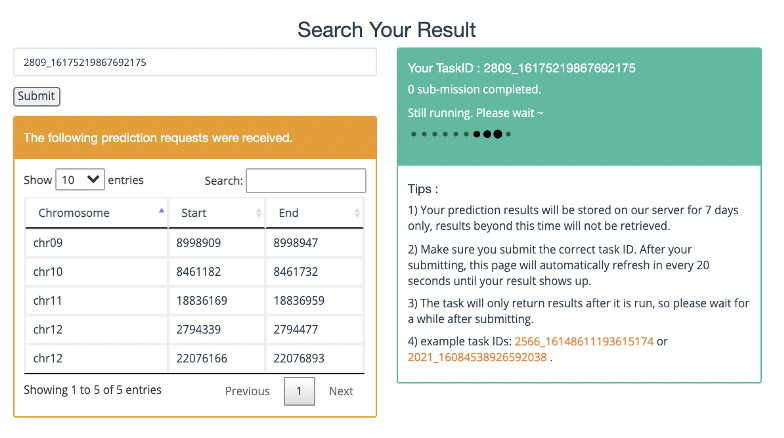 Search Your Result
2809_16175219867692175
Submit
The following prediction requests were received.
Show 10 entries Search:
Chromosome Start End
chr09 8998909 8998947
chr10 8461182 8461732
chr11 18836169 18836959
chr12 2794339 2794477
chr12 22076166 22076893
Showing 1 to 5 of 5 entries Previous 1 Next
Your TaskID : 2809_16175219867692175
0 sub-mission completed.
Still running. Please wait ~
Tips :
1) Your prediction results will be stored on our server for 7 days
only, results beyond this time will not be retrieved.
2) Make sure you submit the correct task ID. After your
submitting, this page will automatically refresh in every 20
seconds until your result shows up.
3) The task will only return results after it is run, so please wait for
a while after submitting.
4) example task IDs: 2566_16148611193615174 or
2021_16084538926592038 .